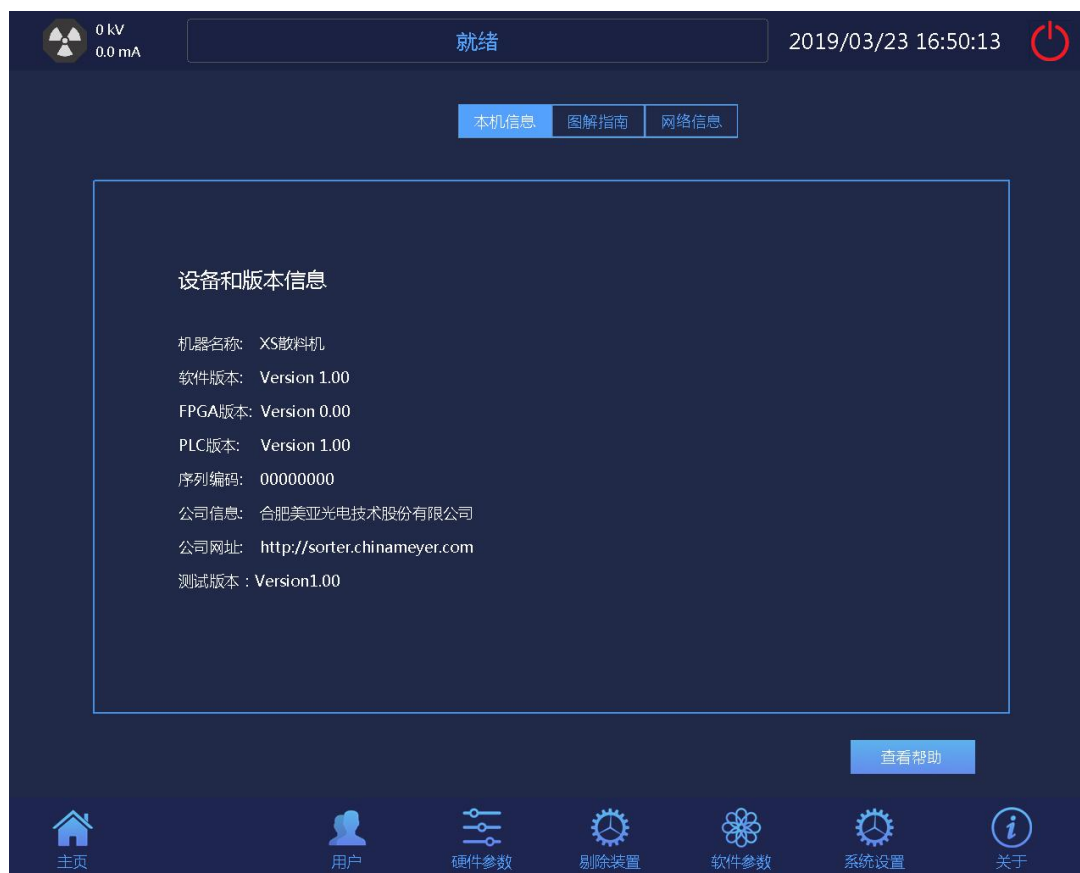 0 kV
0.0 mA
就绪
2019/03/23 16:50:13
本机信息 图解指南 网络信息
设备和版本信息
机器名称: XS散料机
软件版本: Version 1.00
FPGA版本: Version 0.00
PLC版本: Version 1.00
序列编码: 00000000
公司信息: 合肥美亚光电技术股份有限公司
公司网址: http://sorter.chinameyer.com
测试版本：Version1.00
查看帮助
主页 用户 硬件参数 剔除装置 软件参数 系统设置 关于